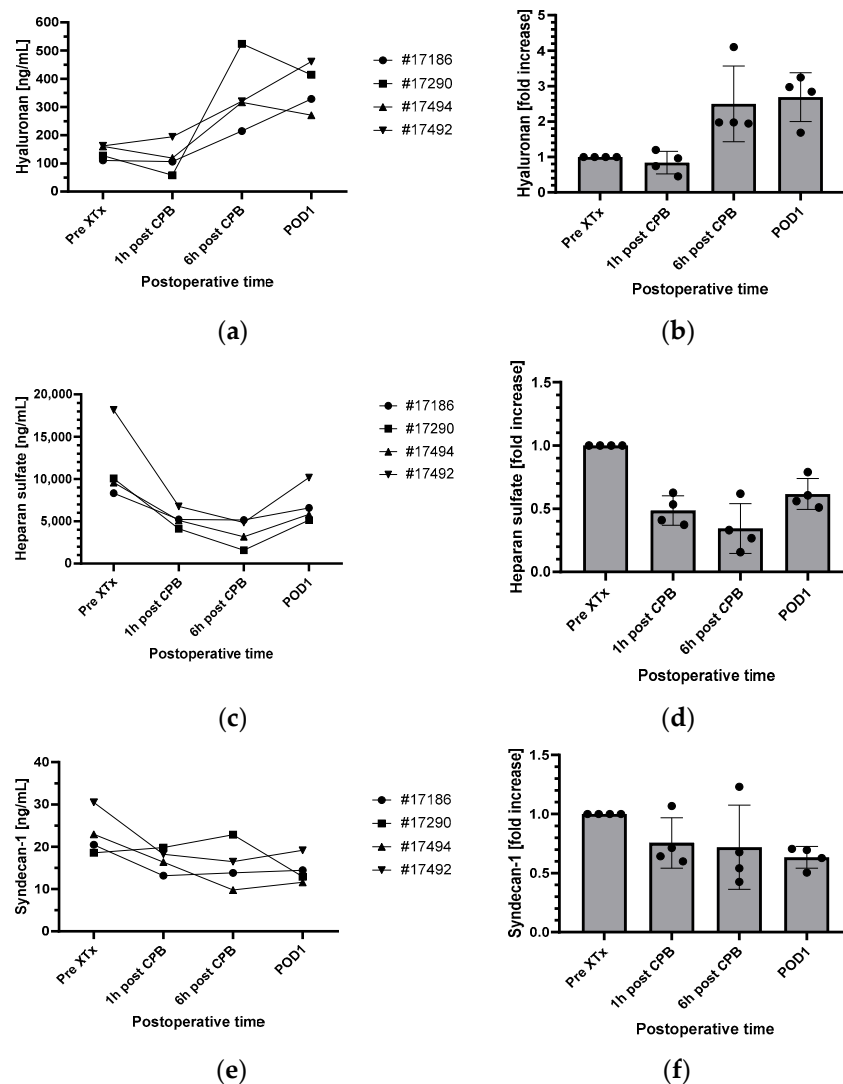 Hyaluronan [ng/mL]
600
500
400
300
200
100
0
Pre XTx
1h post CPB
6h post CPB
POD1
Postoperative time
#17186
#17290
#17494
#17492
(a)
Hyaluronan [fold increase]
5
4
3
2
1
0
Pre XTx
1h post CPB
6h post CPB
POD1
Postoperative time
(b)
Heparan sulfate [ng/mL]
20,000
15,000
10,000
5,000
0
Pre XTx
1h post CPB
6h post CPB
POD1
Postoperative time
#17186
#17290
#17494
#17492
(c)
Heparan sulfate [fold increase]
1.5
1.0
0.5
0.0
Pre XTx
1h post CPB
6h post CPB
POD1
Postoperative time
(d)
Syndecan-1 [ng/mL]
40
30
20
10
0
Pre XTx
1h post CPB
6h post CPB
POD1
Postoperative time
#17186
#17290
#17494
#17492
(e)
Syndecan-1 [fold increase]
1.5
1.0
0.5
0.0
Pre XTx
1h post CPB
6h post CPB
POD1
Postoperative time
(f)